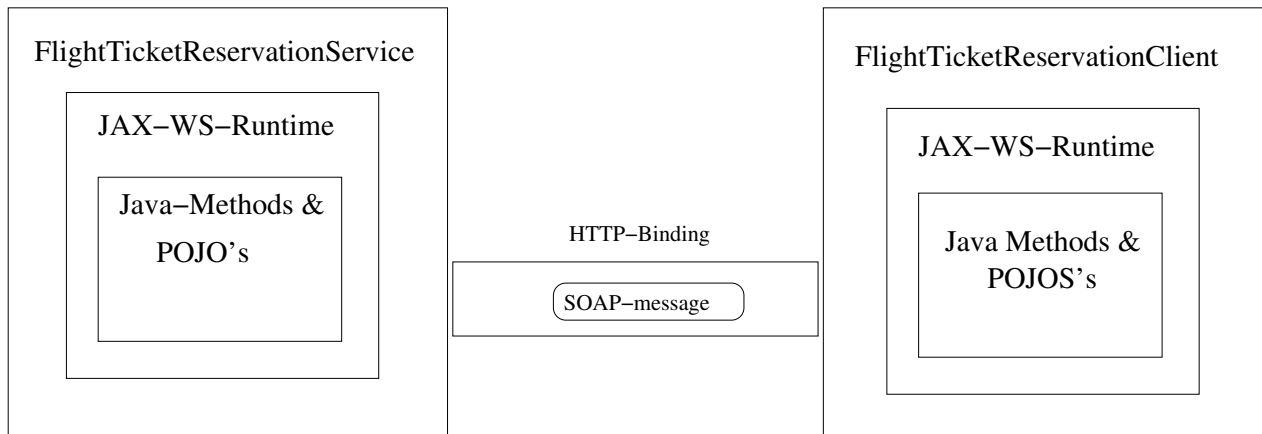 FlightTicketReservationService
JAX−WS−Runtime
Java−Methods &
POJO's
HTTP−Binding
SOAP−message
FlightTicketReservationClient
JAX−WS−Runtime
Java Methods &
POJOS's